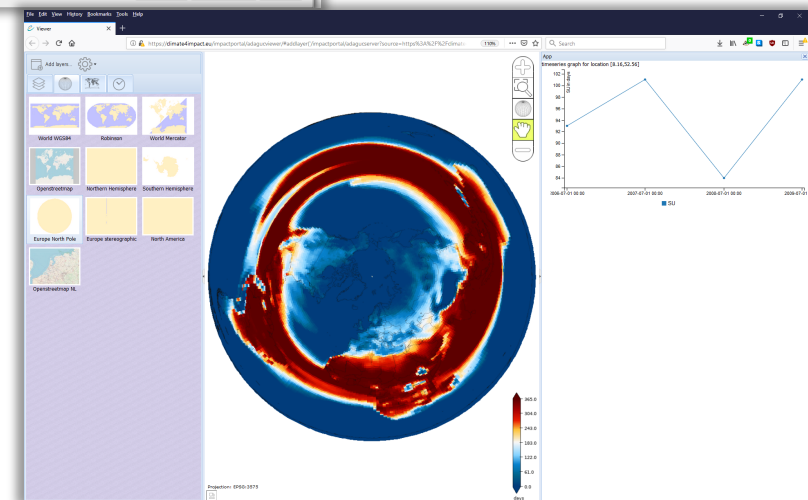 File Edit View History Bookmarks Tools Help
Viewer
https://climate4impact.eu/impactportal/adagucviewer/#addlayer('/impactportal/adagucserver?source=https%3A%2F%2Fclimat
110%
Search
Add layers...
World WGS84 Robinson World Mercator
Openstreetmap Northern Hemisphere Southern Hemisphere
Europe North Pole Europe stereographic North America
Openstreetmap NL
Projection: EPSG:3575
365.0
304.0
243.0
183.0
122.0
61.0
0.0
days
App
timeseries graph for location [8.16,52.56]
SU in days
102
100
98
96
94
92
90
88
86
84
2006-07-01 00:00 2007-07-01 00:00 2008-07-01 00:00 2009-07-01
SU